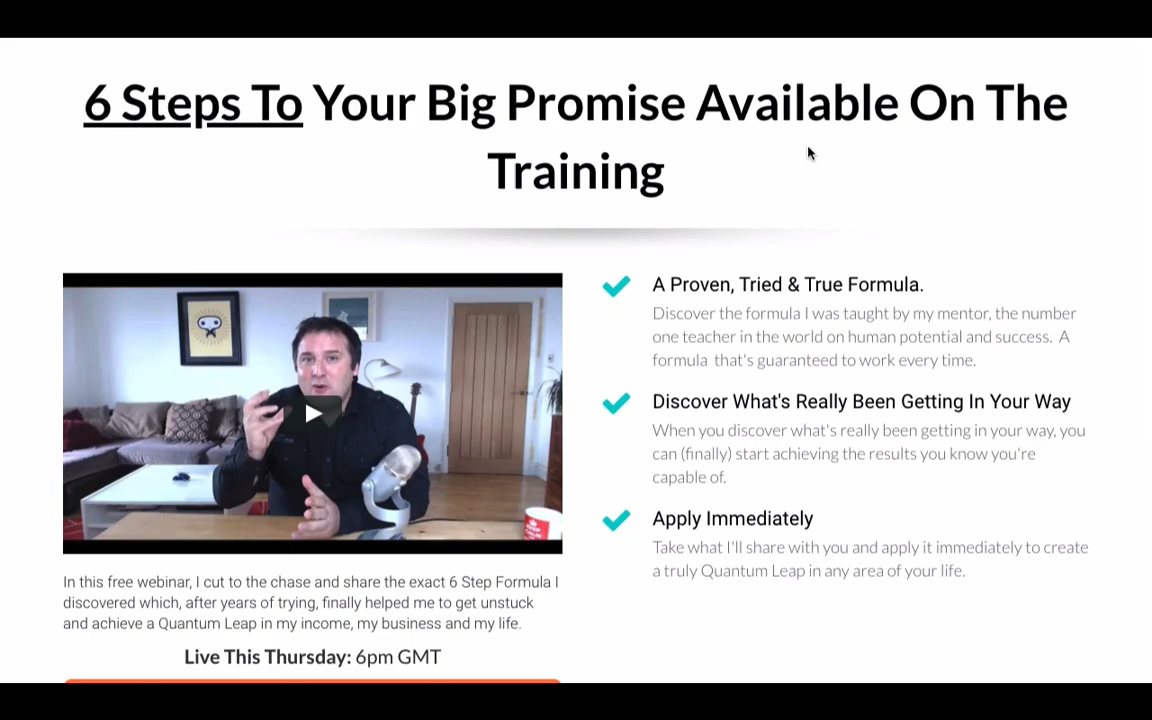 6 Steps To Your Big Promise Available On The
Training
A Proven, Tried & True Formula.
Discover the formula I was taught by my mentor, the number
one teacher in the world on human potential and success. A
formula that's guaranteed to work every time.
Discover What's Really Been Getting In Your Way
When you discover what's really been getting in your way, you
can (finally) start achieving the results you know you're
capable of.
Apply Immediately
Take what I'll share with you and apply it immediately to create
a truly Quantum Leap in any area of your life.
In this free webinar, I cut to the chase and share the exact 6 Step Formula I
discovered which, after years of trying, finally helped me to get unstuck
and achieve a Quantum Leap in my income, my business and my life.
Live This Thursday: 6pm GMT